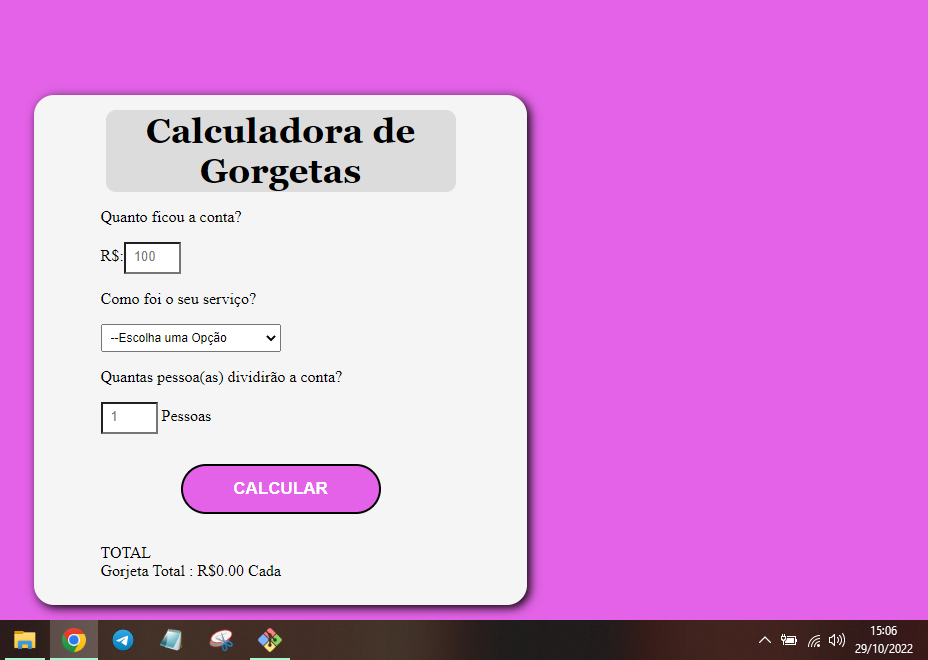 Calculadora de
Gorgetas
Quanto ficou a conta?
R$: 100
Como foi o seu serviço?
--Escolha uma Opção
Quantas pessoa(as) dividirão a conta?
1 Pessoas
CALCULAR
TOTAL
Gorjeta Total : R$0.00 Cada
15:06
29/10/2022